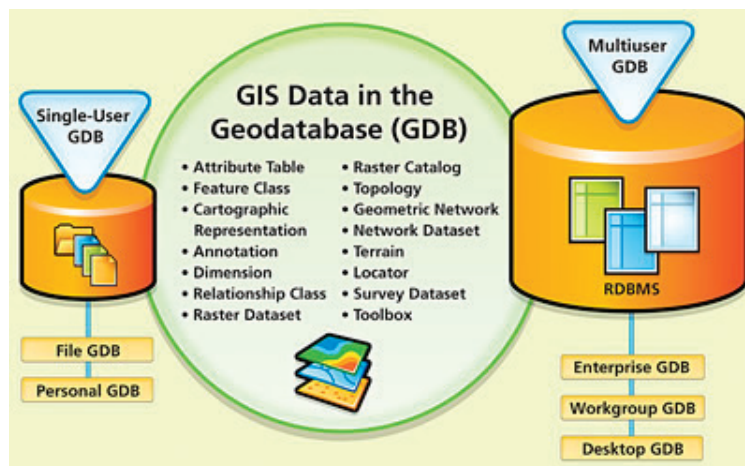 Single-User
GDB
File GDB
Personal GDB
GIS Data in the
Geodatabase (GDB)
• Attribute Table
• Feature Class
• Cartographic
Representation
• Annotation
• Dimension
• Relationship Class
• Raster Dataset
• Raster Catalog
• Topology
• Geometric Network
• Network Dataset
• Terrain
• Locator
• Survey Dataset
• Toolbox
Multiuser
GDB
RDBMS
Enterprise GDB
Workgroup GDB
Desktop GDB